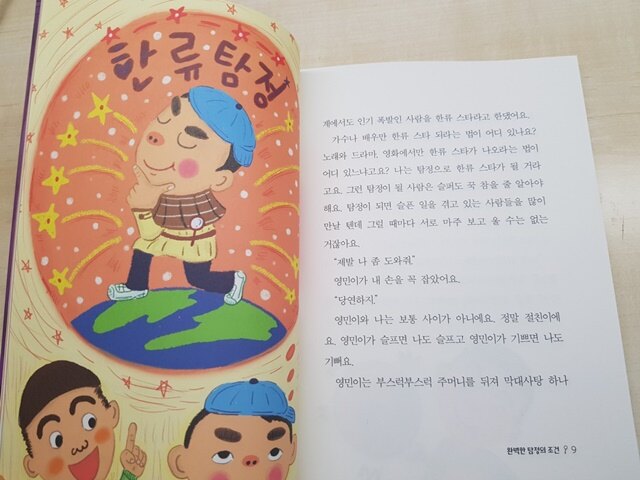 한류탐정
계에서도 인기 폭발인 사람을 한류 스타라고 한댔어요.
가수나 배우만 한류 스타 되라는 법이 어디 있나요?
노래와 드라마, 영화에서만 한류 스타가 나오라는 법이
어디 있느냐고요? 나는 탐정으로 한류 스타가 될 거라
고요. 그런 탐정이 될 사람은 슬퍼도 꾹 참을 줄 알아야
해요. 탐정이 되면 슬픈 일을 겪고 있는 사람들을 많이
만날 텐데 그럴 때마다 서로 마주 보고 울 수는 없는
거잖아요.
“제발 나 좀 도와줘.”
영민이가 내 손을 꼭 잡았어요.
“당연하지.”
영민이와 나는 보통 사이가 아니에요. 정말 절친이에
요. 영민이가 슬프면 나도 슬프고 영민이가 기쁘면 나도
기뻐요.
영민이는 부스럭부스럭 주머니를 뒤져 막대사탕 하나
완벽한 탐정의 조건 9